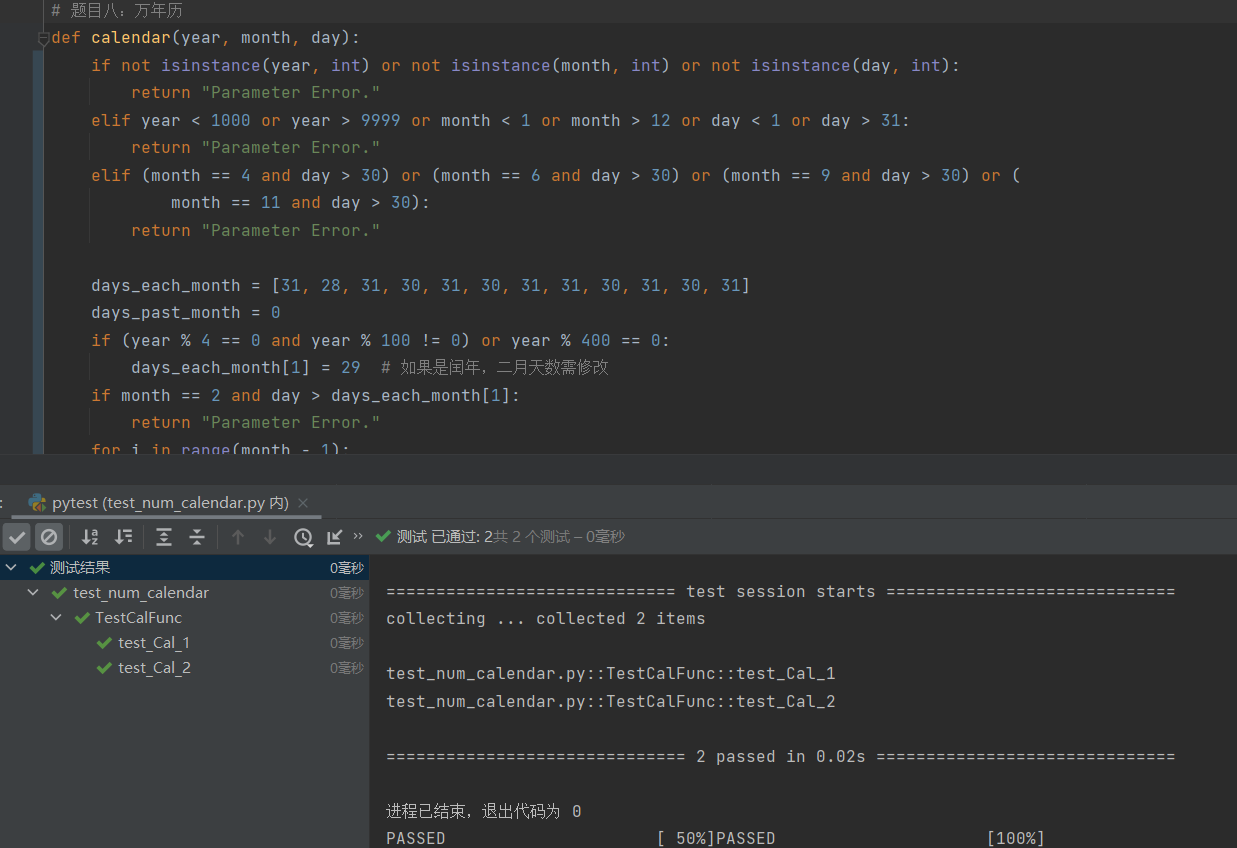 # 题目八：万年历
def calendar(year, month, day):
    if not isinstance(year, int) or not isinstance(month, int) or not isinstance(day, int):
        return "Parameter Error."
    elif year < 1000 or year > 9999 or month < 1 or month > 12 or day < 1 or day > 31:
        return "Parameter Error."
    elif (month == 4 and day > 30) or (month == 6 and day > 30) or (month == 9 and day > 30) or (
            month == 11 and day > 30):
        return "Parameter Error."
    days_each_month = [31, 28, 31, 30, 31, 30, 31, 31, 30, 31, 30, 31]
    days_past_month = 0
    if (year % 4 == 0 and year % 100 != 0) or year % 400 == 0:
        days_each_month[1] = 29  # 如果是闰年，二月天数需修改
    if month == 2 and day > days_each_month[1]:
        return "Parameter Error."
    for i in range(month - 1):
: pytest (test_num_calendar.py 内) ×
» 测试 已通过: 2共 2 个测试 – 0毫秒
测试结果 0毫秒
test_num_calendar 0毫秒
TestCalFunc 0毫秒
test_Cal_1 0毫秒
test_Cal_2 0毫秒
============================= test session starts =============================
collecting ... collected 2 items
test_num_calendar.py::TestCalFunc::test_Cal_1
test_num_calendar.py::TestCalFunc::test_Cal_2
============================== 2 passed in 0.02s ==============================
进程已结束，退出代码为 0
PASSED                     [ 50%]PASSED                     [100%]